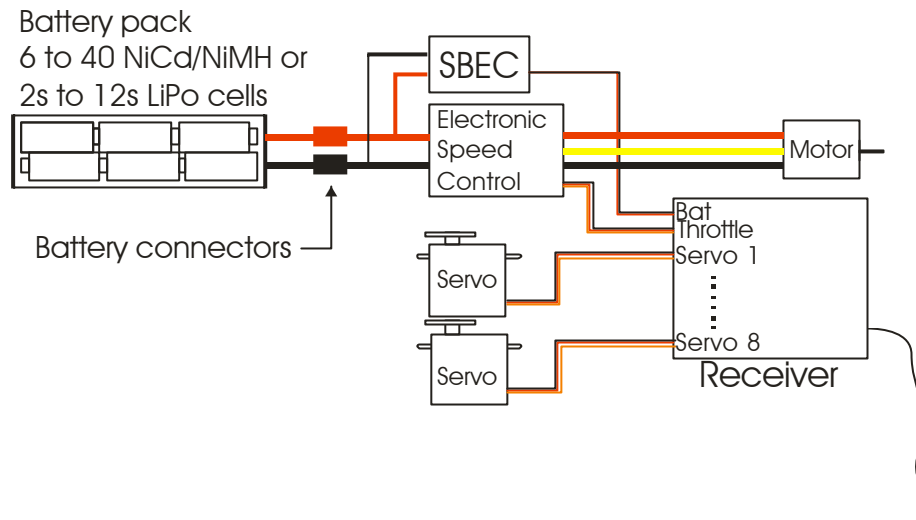 Battery pack
6 to 40 NiCd/NiMH or
2s to 12s LiPo cells
SBEC
Electronic
Speed
Control
Motor
Battery connectors
Bat
Throttle
Servo 1
Servo
Servo 8
Servo
Receiver